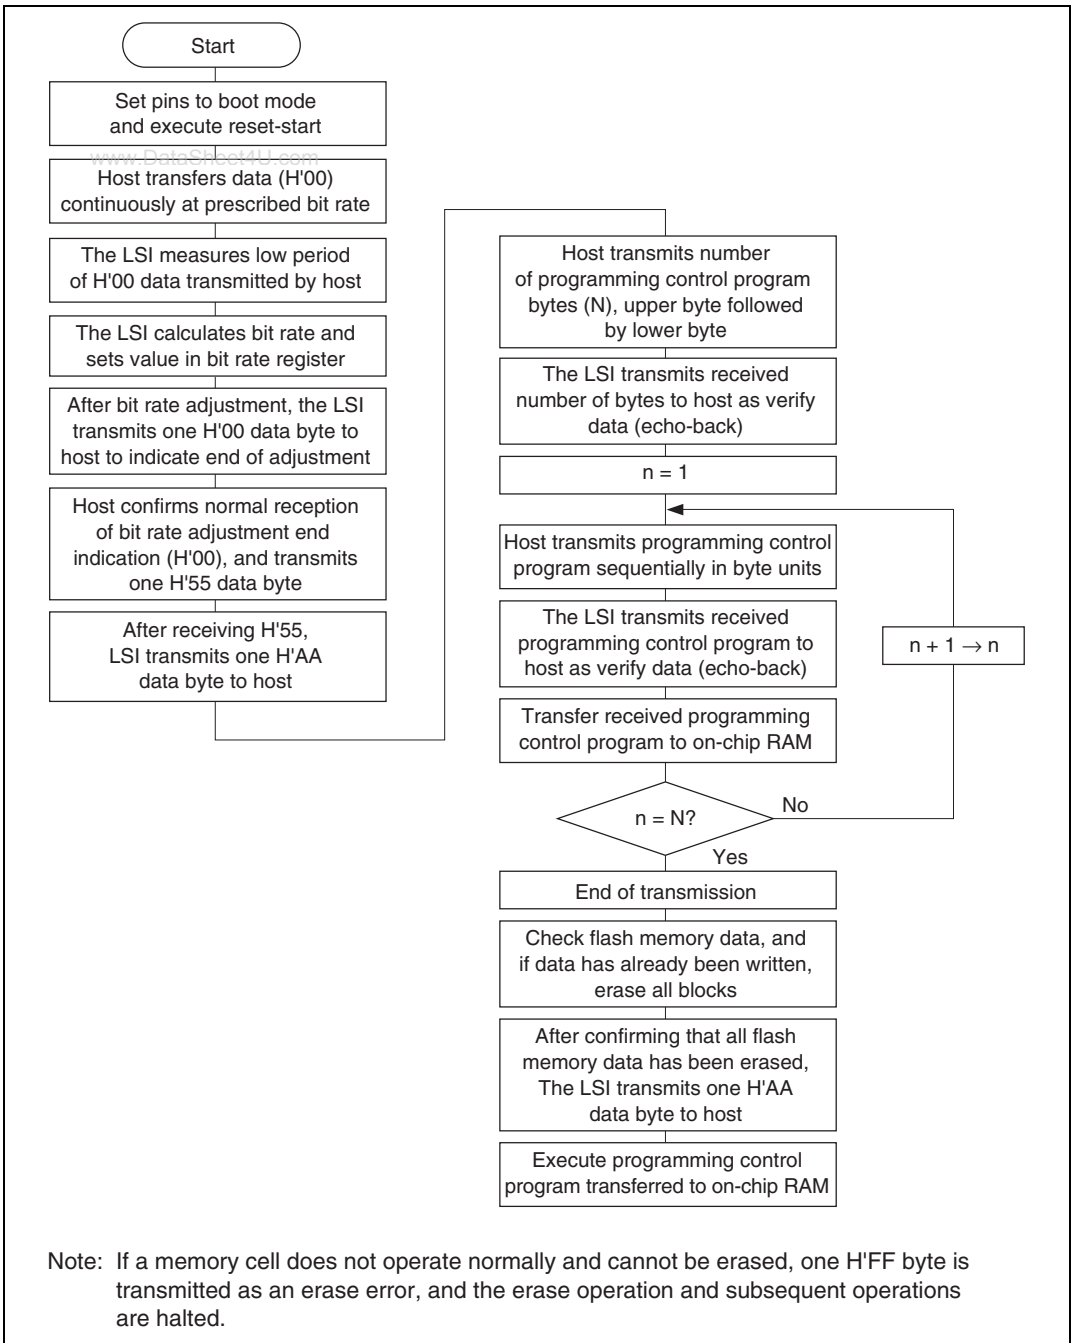 Start
Set pins to boot mode
and execute reset-start
www.DataSheet4U.com
Host transfers data (H'00)
continuously at prescribed bit rate
The LSI measures low period
of H'00 data transmitted by host
The LSI calculates bit rate and
sets value in bit rate register
After bit rate adjustment, the LSI
transmits one H'00 data byte to
host to indicate end of adjustment
Host confirms normal reception
of bit rate adjustment end
indication (H'00), and transmits
one H'55 data byte
After receiving H'55,
LSI transmits one H'AA
data byte to host
Host transmits number
of programming control program
bytes (N), upper byte followed
by lower byte
The LSI transmits received
number of bytes to host as verify
data (echo-back)
n = 1
Host transmits programming control
program sequentially in byte units
The LSI transmits received
programming control program to
host as verify data (echo-back)
n + 1 → n
Transfer received programming
control program to on-chip RAM
n = N?
No
Yes
End of transmission
Check flash memory data, and
if data has already been written,
erase all blocks
After confirming that all flash
memory data has been erased,
The LSI transmits one H'AA
data byte to host
Execute programming control
program transferred to on-chip RAM
Note: If a memory cell does not operate normally and cannot be erased, one H'FF byte is
transmitted as an erase error, and the erase operation and subsequent operations
are halted.